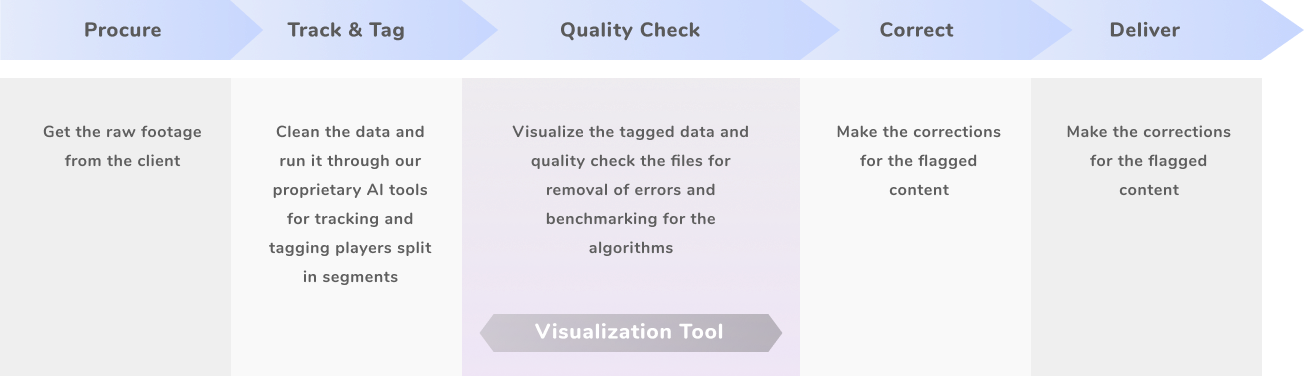 Procure
Track & Tag
Quality Check
Correct
Deliver
Get the raw footage
from the client
Clean the data and
run it through our
proprietary AI tools
for tracking and
tagging players split
in segments
Visualize the tagged data and
quality check the files for
removal of errors and
benchmarking for the
algorithms
Visualization Tool
Make the corrections
for the flagged
content
Make the corrections
for the flagged
content